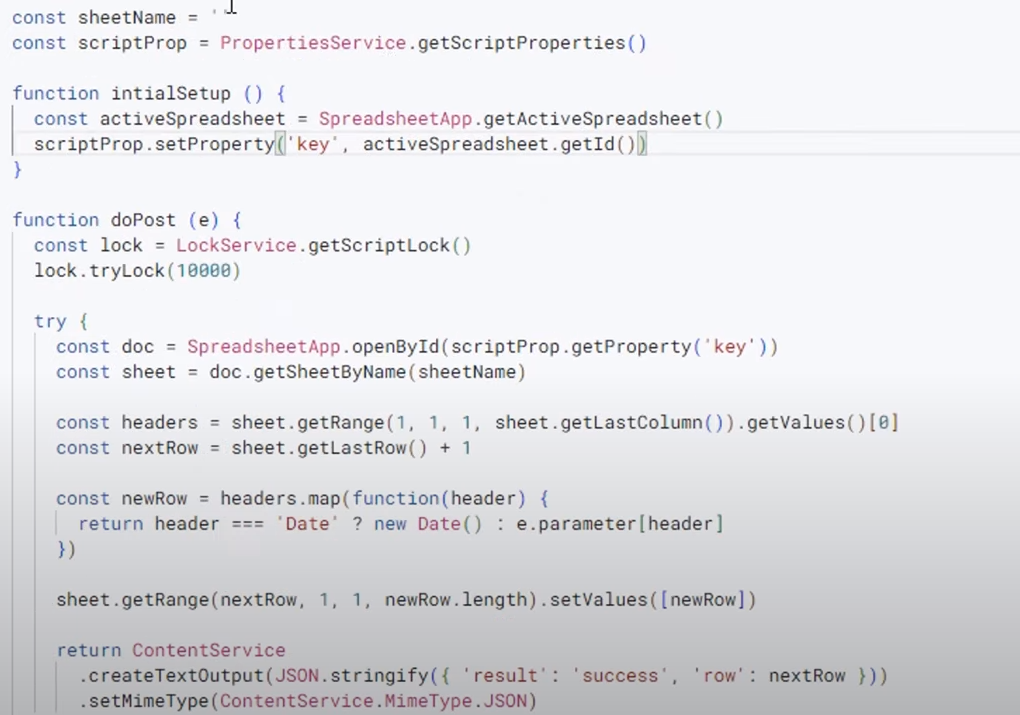 const sheetName = ''
const scriptProp = PropertiesService.getScriptProperties()
function intialSetup () {
const activeSpreadsheet = SpreadsheetApp.getActiveSpreadsheet()
scriptProp.setProperty('key', activeSpreadsheet.getId())
}
function doPost (e) {
const lock = LockService.getScriptLock()
lock.tryLock(10000)
try {
const doc = SpreadsheetApp.openById(scriptProp.getProperty('key'))
const sheet = doc.getSheetByName(sheetName)
const headers = sheet.getRange(1, 1, 1, sheet.getLastColumn()).getValues()[0]
const nextRow = sheet.getLastRow() + 1
const newRow = headers.map(function(header) {
return header === 'Date' ? new Date() : e.parameter[header]
})
sheet.getRange(nextRow, 1, 1, newRow.length).setValues([newRow])
return ContentService
.createTextOutput(JSON.stringify({ 'result': 'success', 'row': nextRow }))
.setMimeType(ContentService.MimeType.JSON)